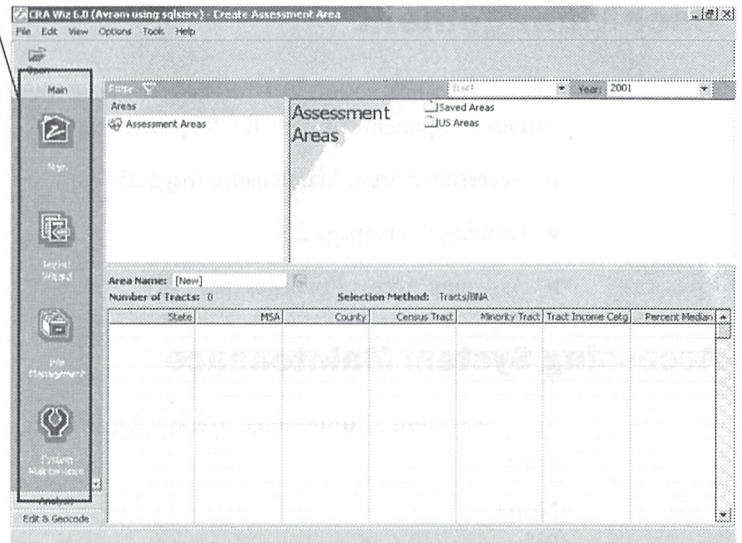 CRA Wiz 6.0 (Avram using sqlserv) - Create Assessment Area
File Edit View Options Tools Help
Open
Main
Year: 2001
Areas
Assessment Areas
Assessment Areas
Saved Areas
US Areas
Main
Report Wizard
File Management
System Maintenance
Analysis
Edit & Geocode
Area Name: [New]
Number of Tracts: 0 Selection Method: Tracts/BNA
State MSA County Census Tract Minority Tract Tract Income Catg Percent Median